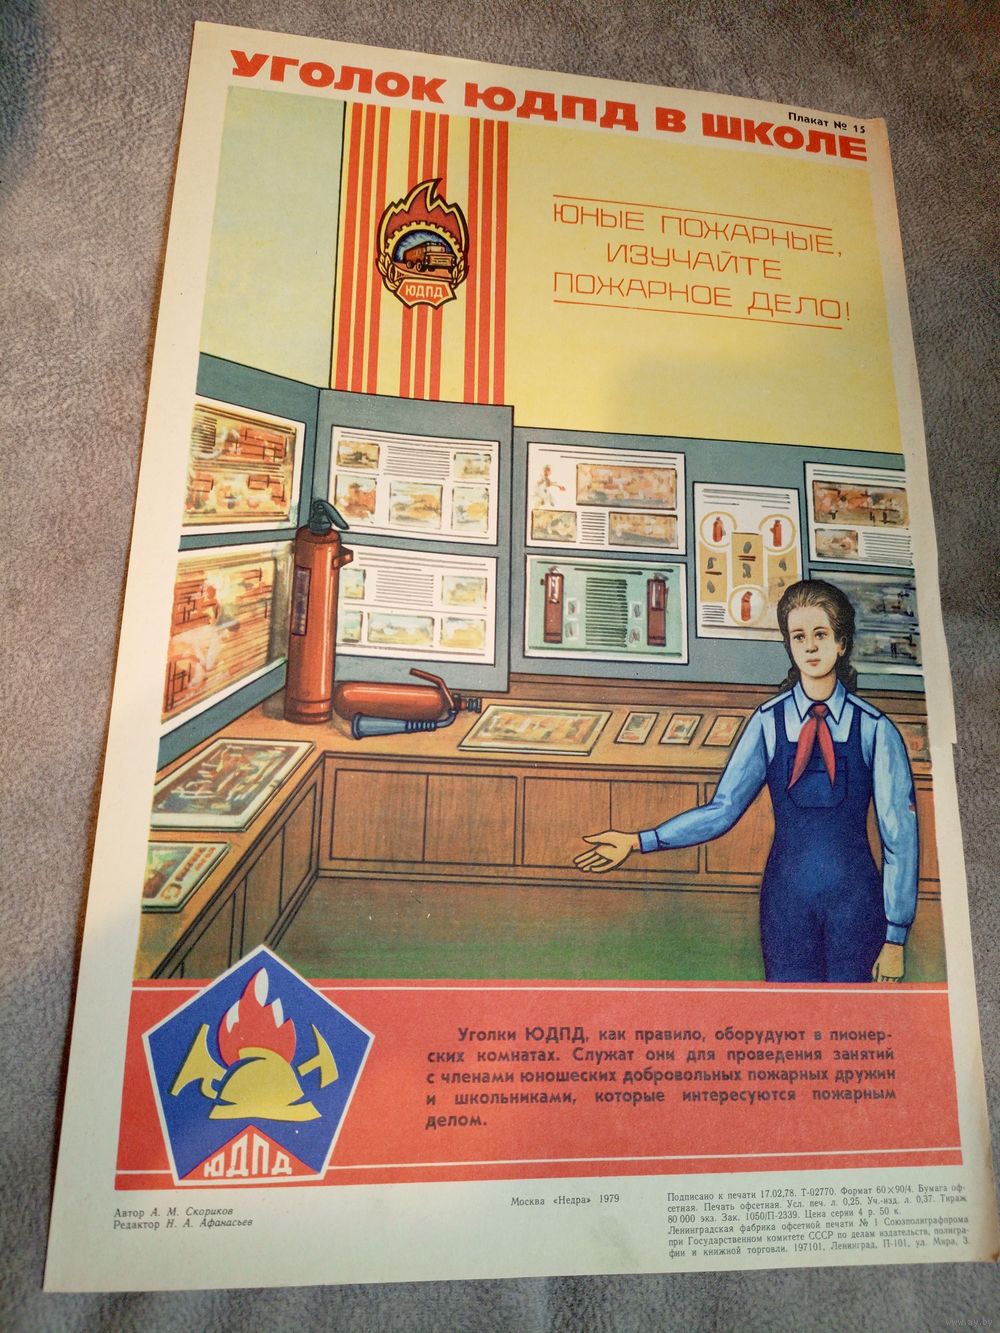 УГОЛОК ЮДПД В ШКОЛЕ
Плакат № 15
ЮНЫЕ ПОЖАРНЫЕ,
ИЗУЧАЙТЕ
ПОЖАРНОЕ ДЕЛО!
ЮДПД
Уголки ЮДПД, как правило, оборудуют в пионер-
ских комнатах. Служат они для проведения занятий
с членами юношеских добровольных пожарных дружин
и школьниками, которые интересуются пожарным
делом.
ЮДПД
Автор А. М. Скориков
Редактор Н. А. Афанасьев
Москва «Недра» 1979
Подписано к печати 17.02.78. Т-02770. Формат 60×90/4. Бумага оф-
сетная. Печать офсетная. Усл. печ. л. 0,25. Уч.-изд. л. 0,37. Тираж
80 000 экз. Зак. 1050/П-2339. Цена серии 4 р. 50 к.
Ленинградская фабрика офсетной печати № 1 Союзполиграфпрома
при Государственном комитете СССР по делам издательств, полигра-
фии и книжной торговли. 197101, Ленинград, П-101, ул. Мира, 3.
www.ay.by